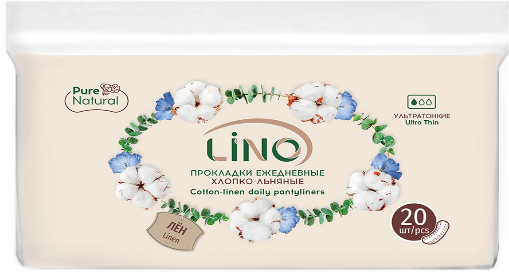 Pure
Natural
LiNO
ПРОКЛАДКИ ЕЖЕДНЕВНЫЕ
ХЛОПКО-ЛЬНЯНЫЕ
Cotton-linen daily pantyliners
УЛЬТРАТОНКИЕ
Ultra Thin
ЛЁН
Linen
20
шт/pcs